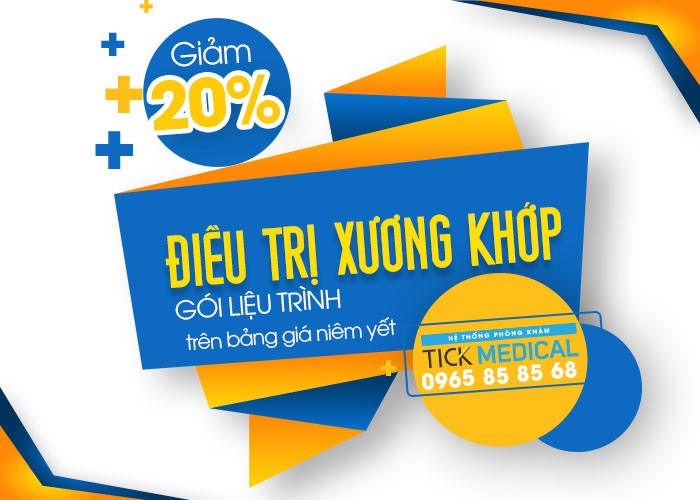 Giảm
20%
ĐIỀU TRỊ XƯƠNG KHỚP
GÓI LIỆU TRÌNH
trên bảng giá niêm yết
HỆ THỐNG PHÒNG KHÁM
TICK MEDICAL
0965 85 85 68